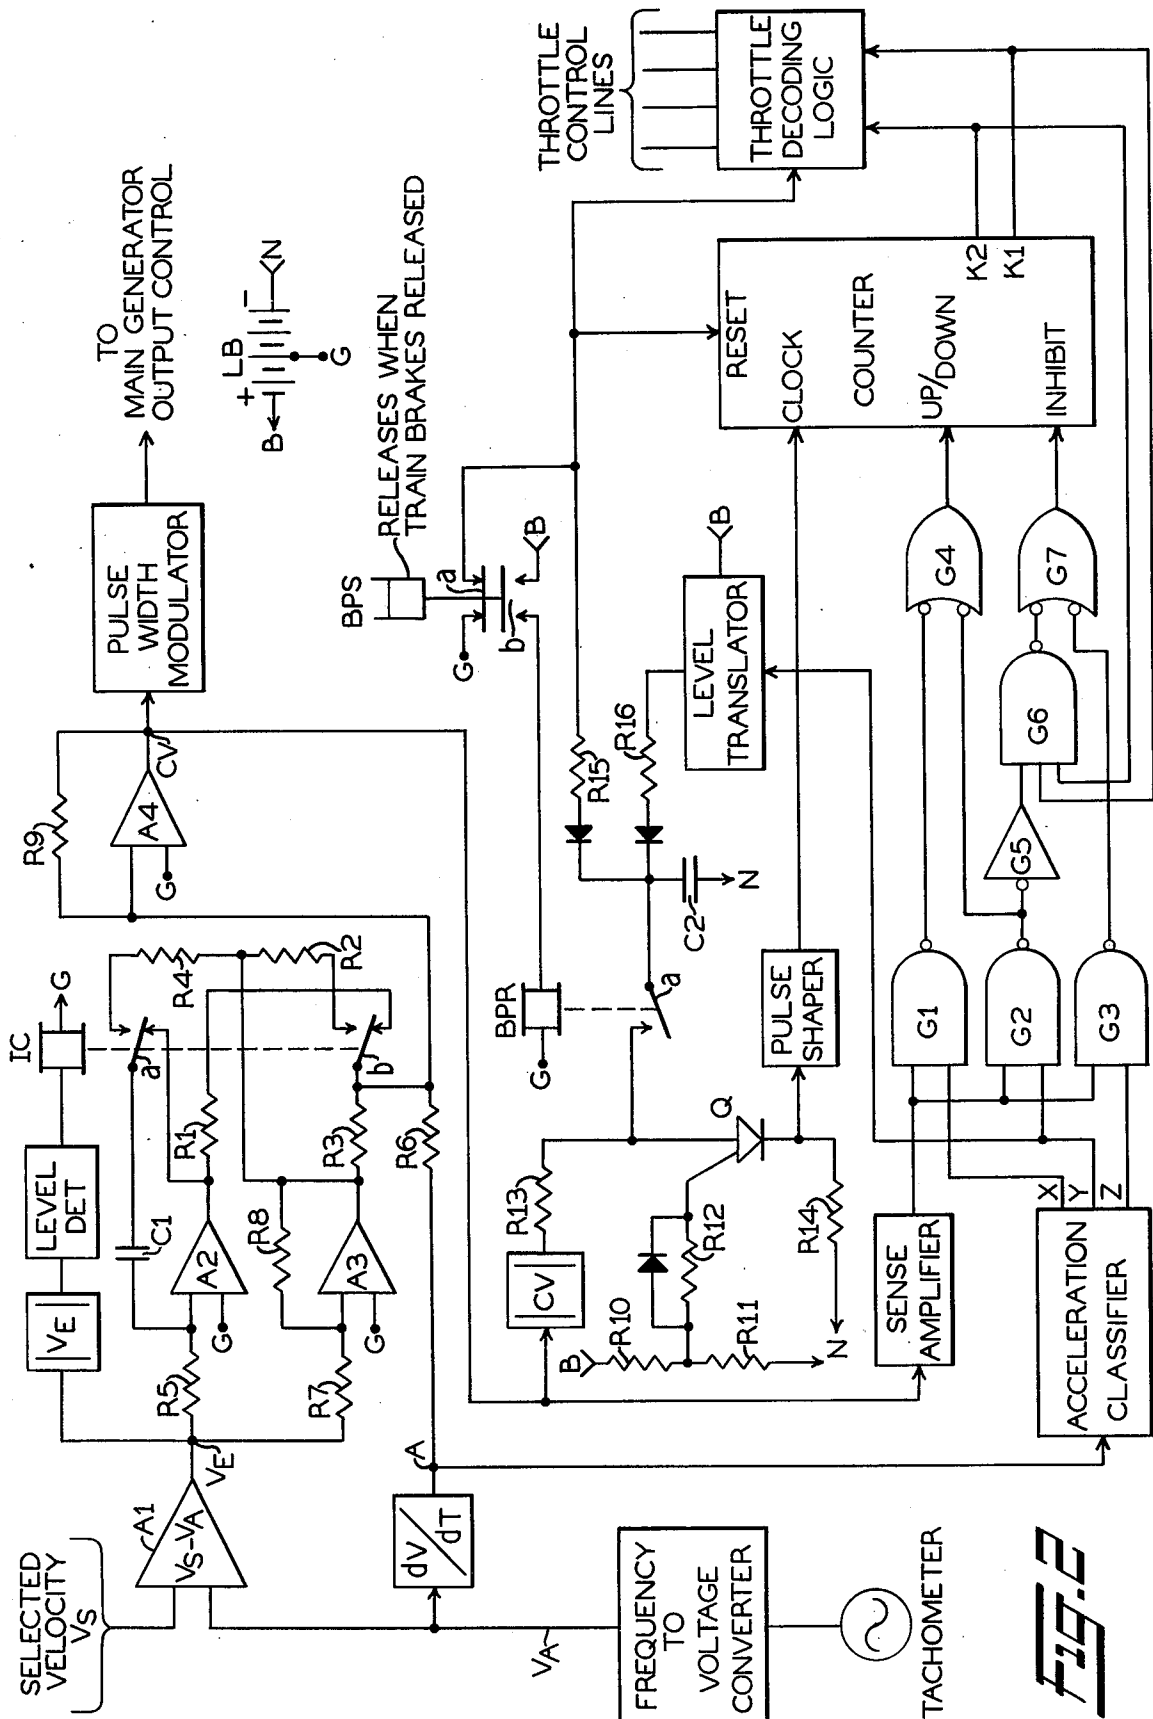 SELECTED
VELOCITY
VS
A1
VS-VA
VE
VA
FREQUENCY
TO
VOLTAGE
CONVERTER
TACHOMETER
dV
dT
A
|VE|
LEVEL
DET
IC
G
a
b
R5
R7
C1
A2
G
R1
R8
A3
G
R3
R6
R4
R2
R9
A4
G
CV
PULSE
WIDTH
MODULATOR
TO
MAIN GENERATOR
OUTPUT CONTROL
+ LB -
B
N
G
BPS
RELEASES WHEN
TRAIN BRAKES RELEASED
G
a
b
B
BPR
G
a
R15
R16
C2
N
LEVEL
TRANSLATOR
B
|CV|
R13
B
R10
R11
N
R12
Q
R14
N
PULSE
SHAPER
SENSE
AMPLIFIER
ACCELERATION
CLASSIFIER
X
Y
Z
G1
G2
G3
G4
G5
G6
G7
RESET
CLOCK
COUNTER
UP/DOWN
INHIBIT
K2
K1
THROTTLE
DECODING
LOGIC
THROTTLE
CONTROL
LINES
Fig. 2